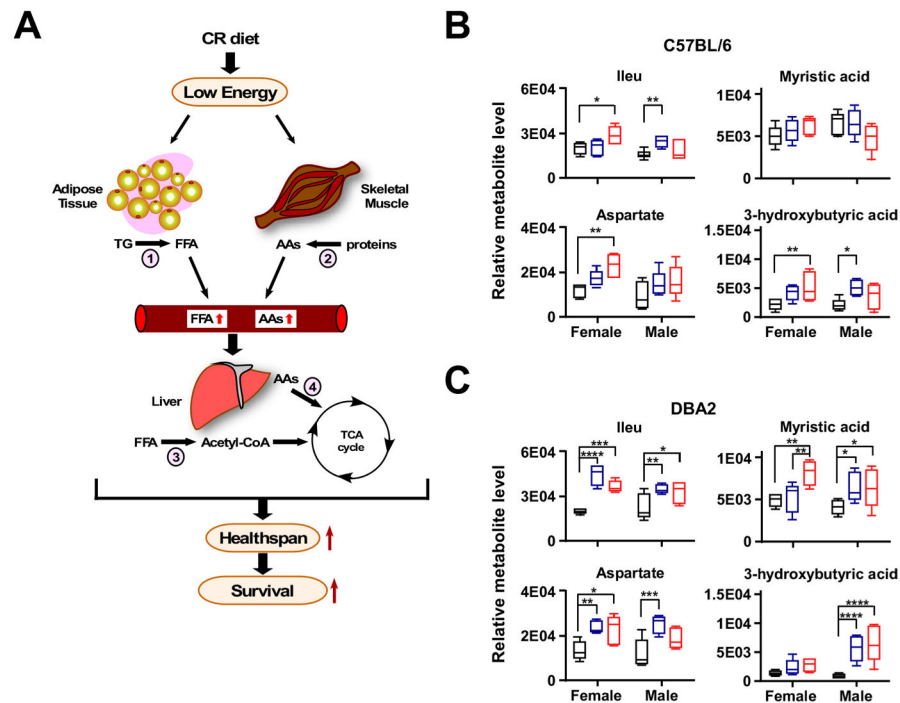 A
CR diet
Low Energy
Adipose
Tissue
Skeletal
Muscle
TG
FFA
AAs
proteins
1
2
FFA
AAs
Liver
AAs
4
FFA
3
Acetyl-CoA
TCA
cycle
Healthspan
Survival
B
C57BL/6
Relative metabolite level
Ileu
6E04
3E04
0
*
**
Myristic acid
1E04
5E03
0
Aspartate
4E04
2E04
0
**
Female
Male
3-hydroxybutyric acid
1.5E04
1E04
5E03
0
**
*
Female
Male
C
DBA2
Relative metabolite level
Ileu
6E04
3E04
0
***
****
*
**
Myristic acid
1E04
5E03
0
**
**
*
*
Aspartate
4E04
2E04
0
*
**
***
Female
Male
3-hydroxybutyric acid
1.5E04
1E04
5E03
0
****
****
Female
Male